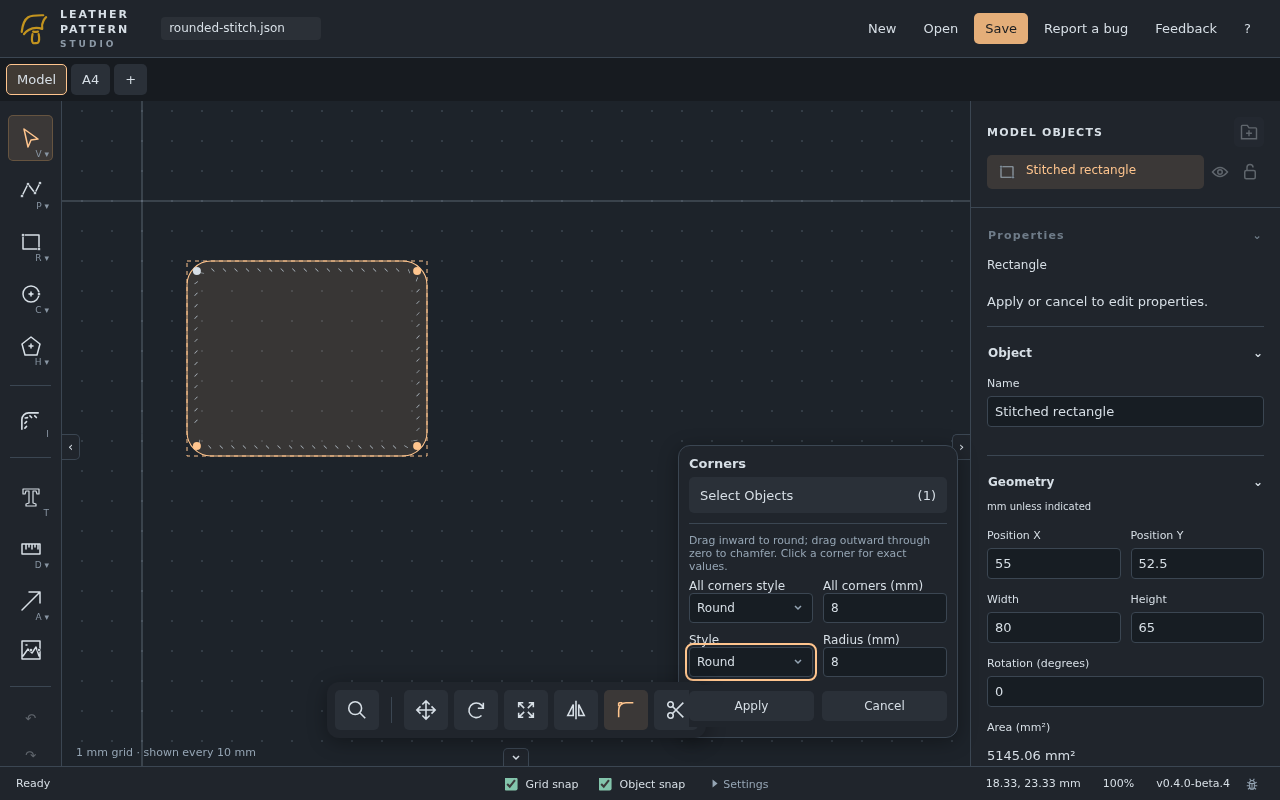 LEATHER
PATTERN
STUDIO
rounded-stitch.json
New
Open
Save
Report a bug
Feedback
?
Model
A4
+
V
P
R
C
H
I
T
D
A
MODEL OBJECTS
Stitched rectangle
Properties
Rectangle
Apply or cancel to edit properties.
Object
Name
Stitched rectangle
Geometry
mm unless indicated
Position X
Position Y
55
52.5
Width
Height
80
65
Rotation (degrees)
0
Area (mm²)
5145.06 mm²
Corners
Select Objects (1)
Drag inward to round; drag outward through
zero to chamfer. Click a corner for exact
values.
All corners style
All corners (mm)
Round
8
Style
Radius (mm)
Round
8
Apply
Cancel
1 mm grid · shown every 10 mm
Ready
Grid snap
Object snap
Settings
18.33, 23.33 mm
100%
v0.4.0-beta.4